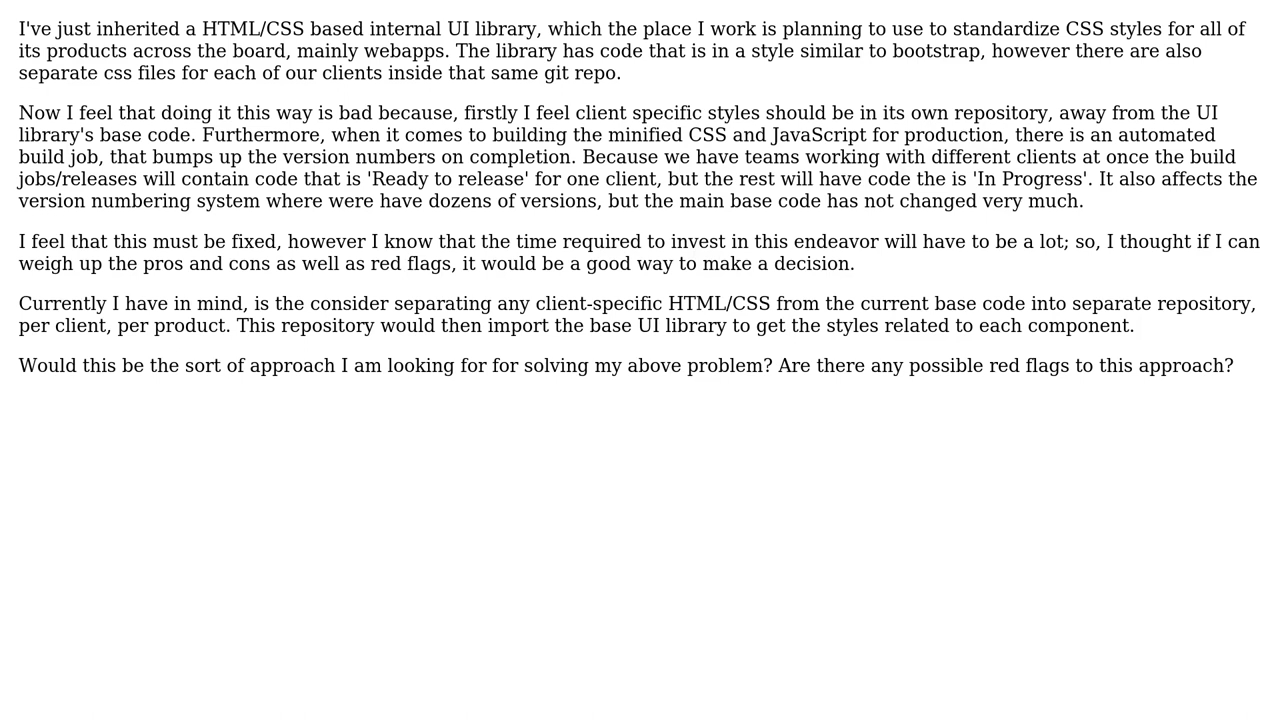 I've just inherited a HTML/CSS based internal UI library, which the place I work is planning to use to standardize CSS styles for all of
its products across the board, mainly webapps. The library has code that is in a style similar to bootstrap, however there are also
separate css files for each of our clients inside that same git repo.
Now I feel that doing it this way is bad because, firstly I feel client specific styles should be in its own repository, away from the UI
library's base code. Furthermore, when it comes to building the minified CSS and JavaScript for production, there is an automated
build job, that bumps up the version numbers on completion. Because we have teams working with different clients at once the build
jobs/releases will contain code that is 'Ready to release' for one client, but the rest will have code the is 'In Progress'. It also affects the
version numbering system where were have dozens of versions, but the main base code has not changed very much.
I feel that this must be fixed, however I know that the time required to invest in this endeavor will have to be a lot; so, I thought if I can
weigh up the pros and cons as well as red flags, it would be a good way to make a decision.
Currently I have in mind, is the consider separating any client-specific HTML/CSS from the current base code into separate repository,
per client, per product. This repository would then import the base UI library to get the styles related to each component.
Would this be the sort of approach I am looking for for solving my above problem? Are there any possible red flags to this approach?